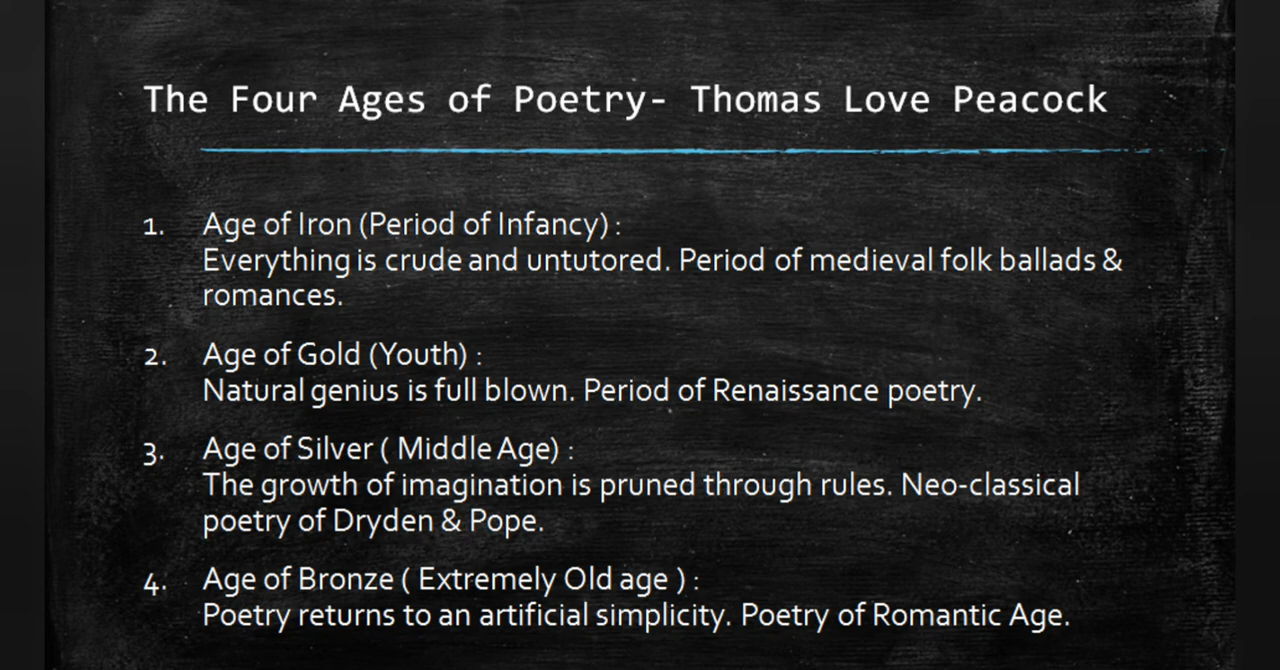 The Four Ages of Poetry- Thomas Love Peacock
1. Age of Iron (Period of Infancy) :
Everything is crude and untutored. Period of medieval folk ballads &
romances.
2. Age of Gold (Youth) :
Natural genius is full blown. Period of Renaissance poetry.
3. Age of Silver ( Middle Age) :
The growth of imagination is pruned through rules. Neo-classical
poetry of Dryden & Pope.
4. Age of Bronze ( Extremely Old age ) :
Poetry returns to an artificial simplicity. Poetry of Romantic Age.